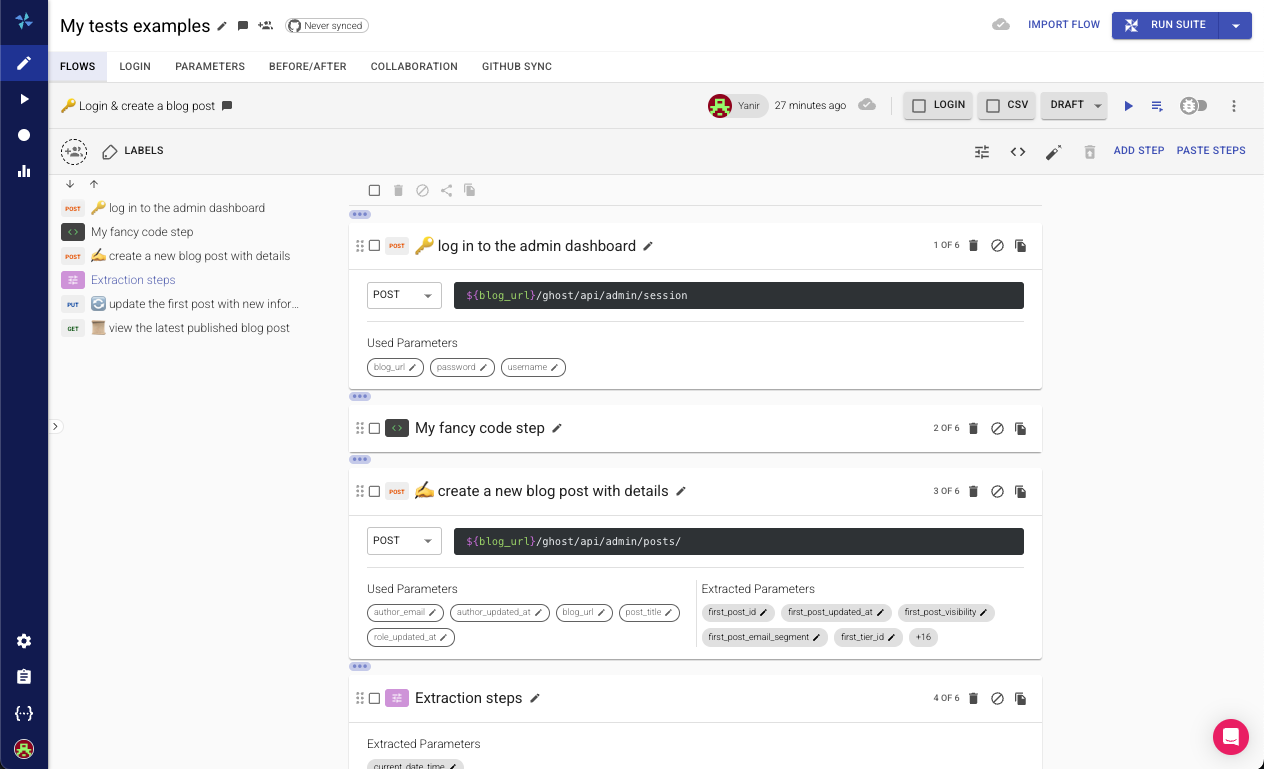 My tests examples
Never synced
IMPORT FLOW
RUN SUITE
FLOWS
LOGIN
PARAMETERS
BEFORE/AFTER
COLLABORATION
GITHUB SYNC
🔑 Login & create a blog post
Yanir
27 minutes ago
LOGIN
CSV
DRAFT
LABELS
ADD STEP
PASTE STEPS
POST 🔑 log in to the admin dashboard
<> My fancy code step
POST ✍️ create a new blog post with details
Extraction steps
PUT 🔄 update the first post with new infor...
GET 📜 view the latest published blog post
POST 🔑 log in to the admin dashboard
1 OF 6
POST
${blog_url}/ghost/api/admin/session
Used Parameters
blog_url
password
username
<> My fancy code step
2 OF 6
POST ✍️ create a new blog post with details
3 OF 6
POST
${blog_url}/ghost/api/admin/posts/
Used Parameters
author_email
author_updated_at
blog_url
post_title
role_updated_at
Extracted Parameters
first_post_id
first_post_updated_at
first_post_visibility
first_post_email_segment
first_tier_id
+16
Extraction steps
4 OF 6
Extracted Parameters
current_date_time